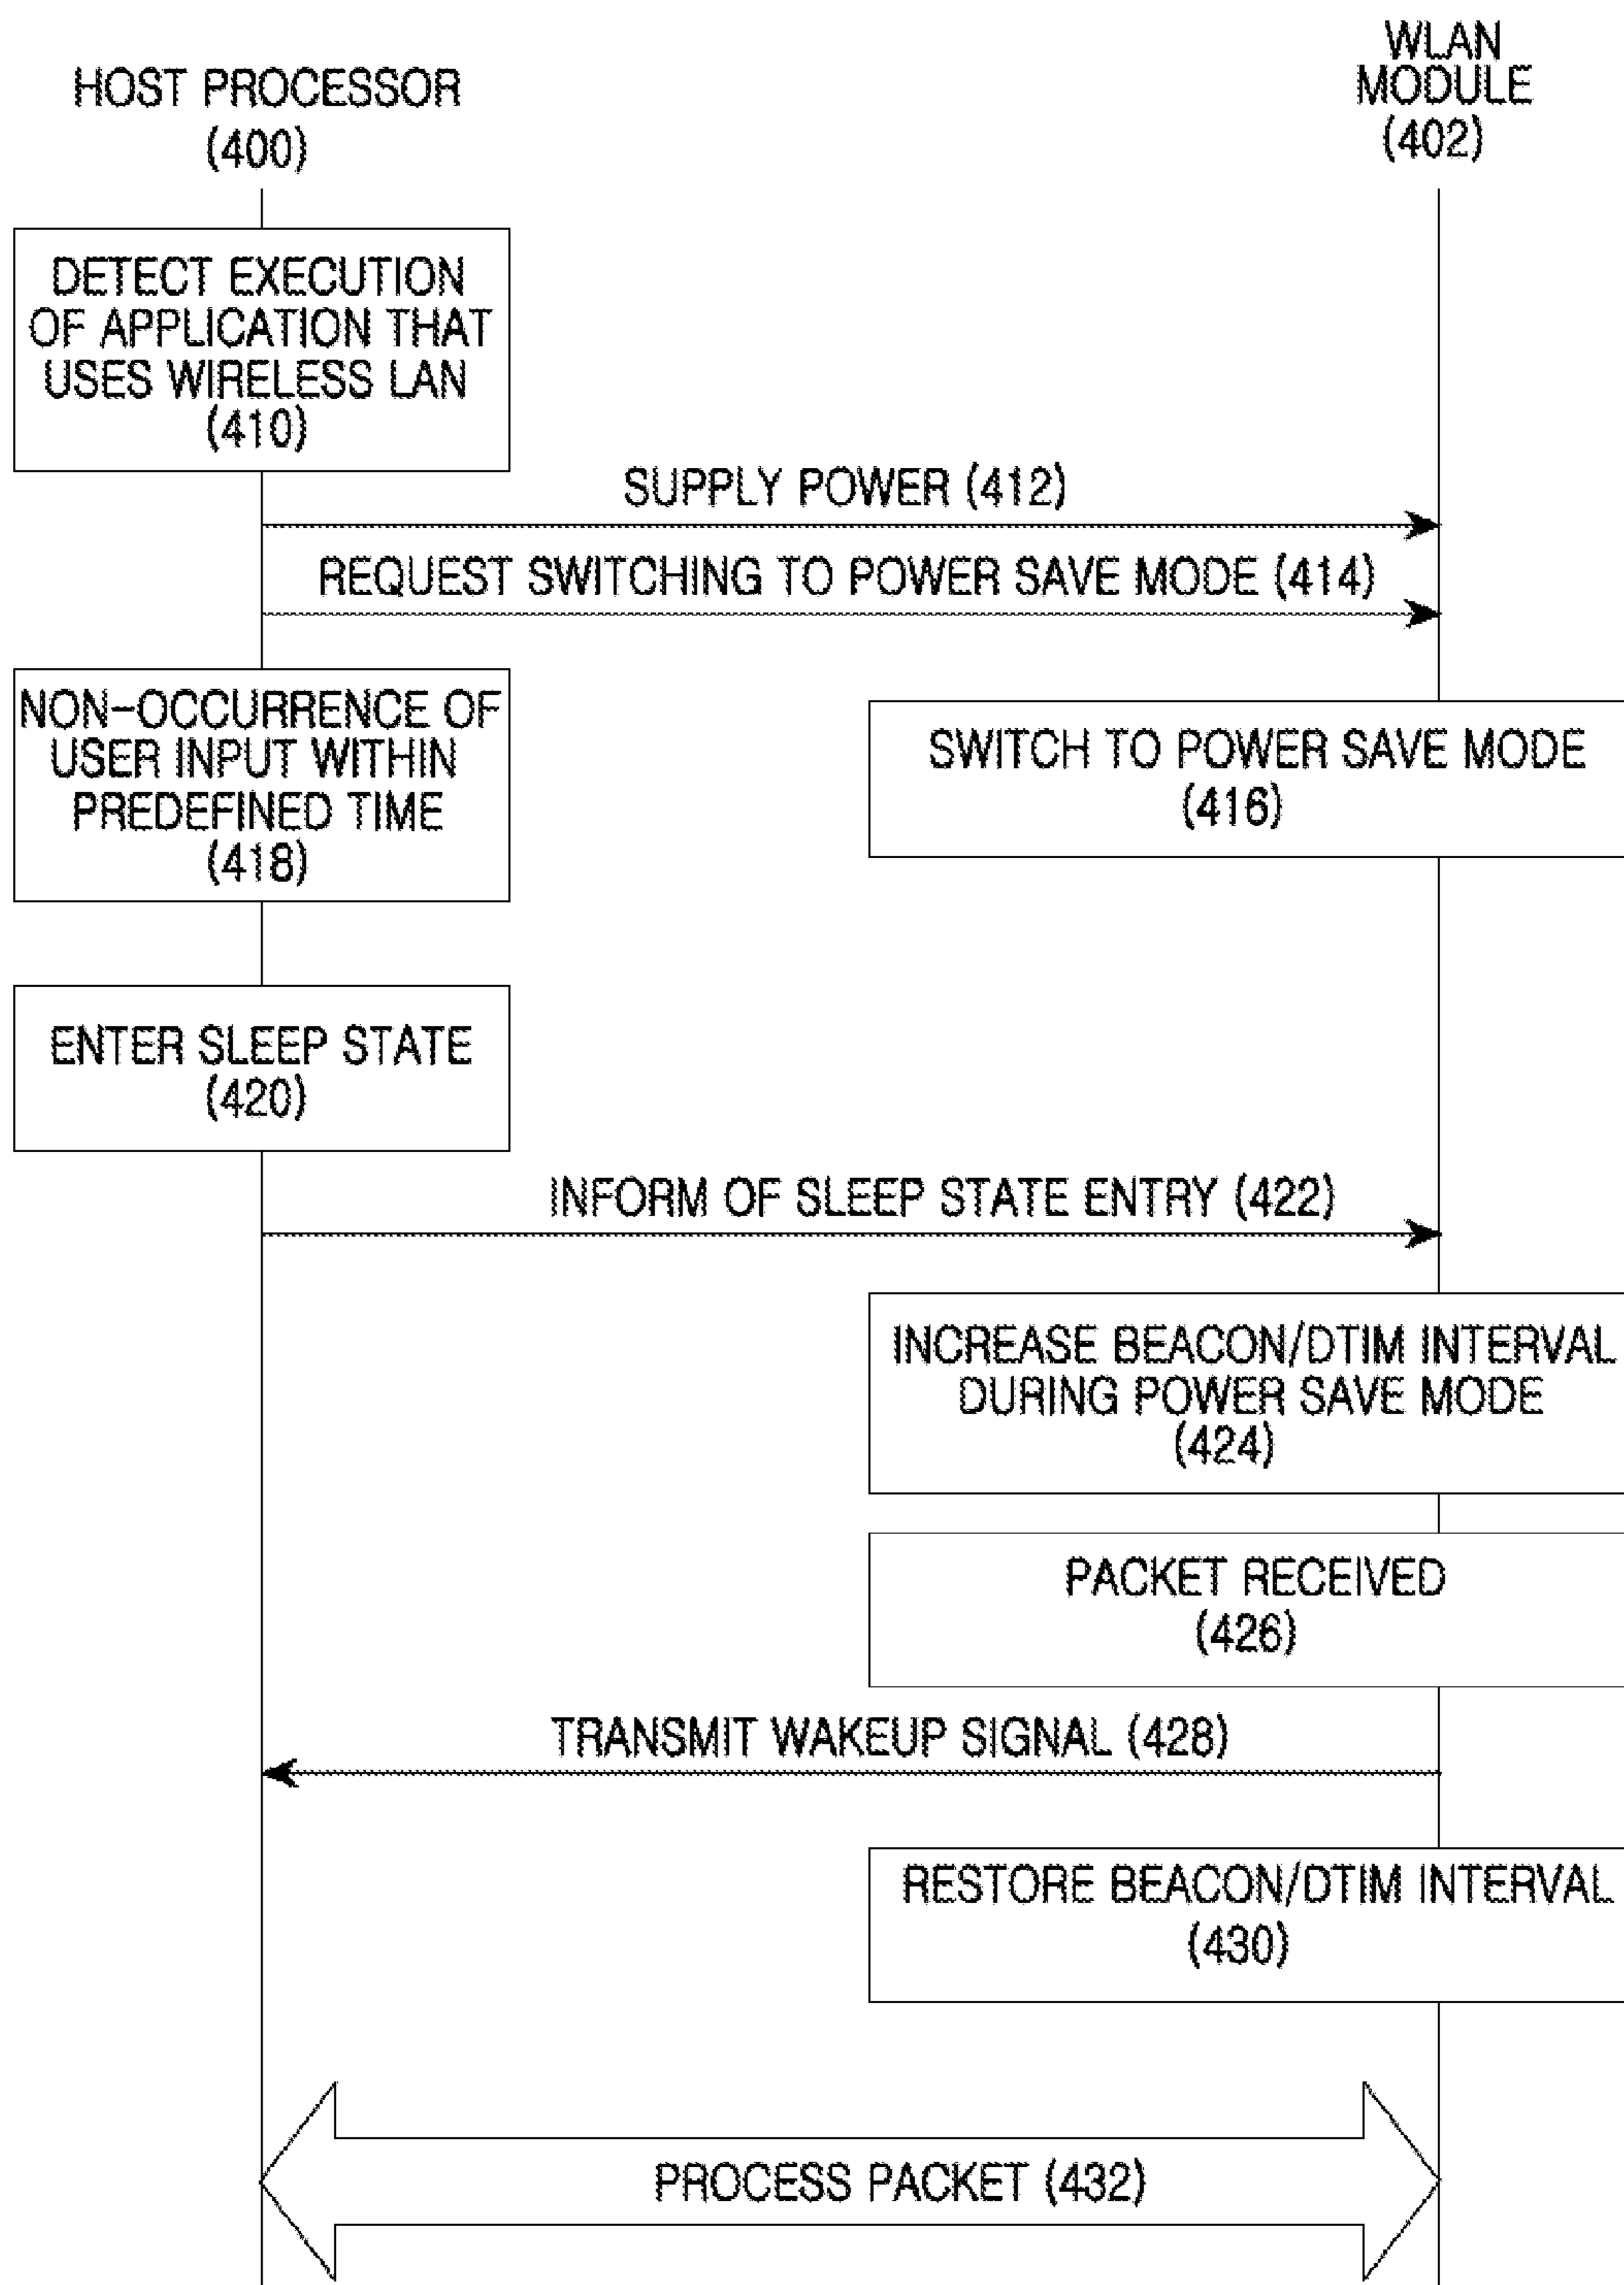 HOST PROCESSOR
(400)
WLAN
MODULE
(402)
DETECT EXECUTION
OF APPLICATION THAT
USES WIRELESS LAN
(410)
SUPPLY POWER (412)
REQUEST SWITCHING TO POWER SAVE MODE (414)
NON-OCCURRENCE OF
USER INPUT WITHIN
PREDEFINED TIME
(418)
SWITCH TO POWER SAVE MODE
(416)
ENTER SLEEP STATE
(420)
INFORM OF SLEEP STATE ENTRY (422)
INCREASE BEACON/DTIM INTERVAL
DURING POWER SAVE MODE
(424)
PACKET RECEIVED
(426)
TRANSMIT WAKEUP SIGNAL (428)
RESTORE BEACON/DTIM INTERVAL
(430)
PROCESS PACKET (432)